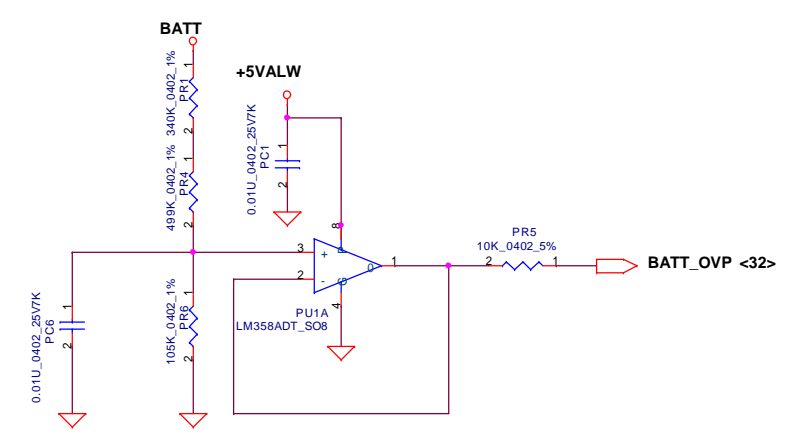 BATT
1
340K_0402_1%
PR1
2
1
499K_0402_1%
PR4
2
+5VALW
1
0.01U_0402_25V7K
PC1
2
8
P
3
+
0
1
2
-
G
4
PU1A
LM358ADT_SO8
PR5
10K_0402_5%
2
1
BATT_OVP <32>
1
0.01U_0402_25V7K
PC6
2
1
105K_0402_1%
PR6
2